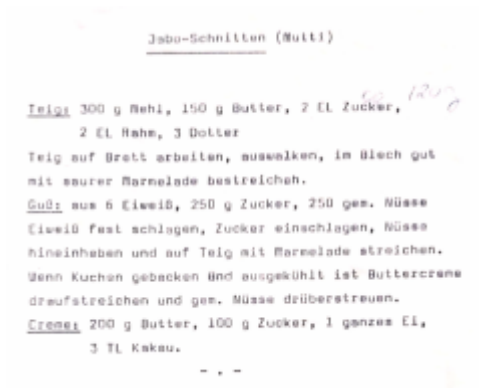 Jabo-Schnitten (Mutti)
Teig: 300 g Mehl, 150 g Butter, 2 EL Zucker,
2 EL Rahm, 3 Dotter
Teig auf Brett arbeiten, auswalken, im Blech gut
mit saurer Marmelade bestreichen.
Guß: aus 6 Eiweiß, 250 g Zucker, 250 gem. Nüsse
Eiweiß fest schlagen, Zucker einschlagen, Nüsse
hineinheben und auf Teig mit Marmelade streichen.
Wenn Kuchen gebacken und ausgekühlt ist Buttercreme
draufstreichen und gem. Nüsse drüberstreuen.
Creme: 200 g Butter, 100 g Zucker, 1 ganzes Ei,
3 TL Kakau.
- . -